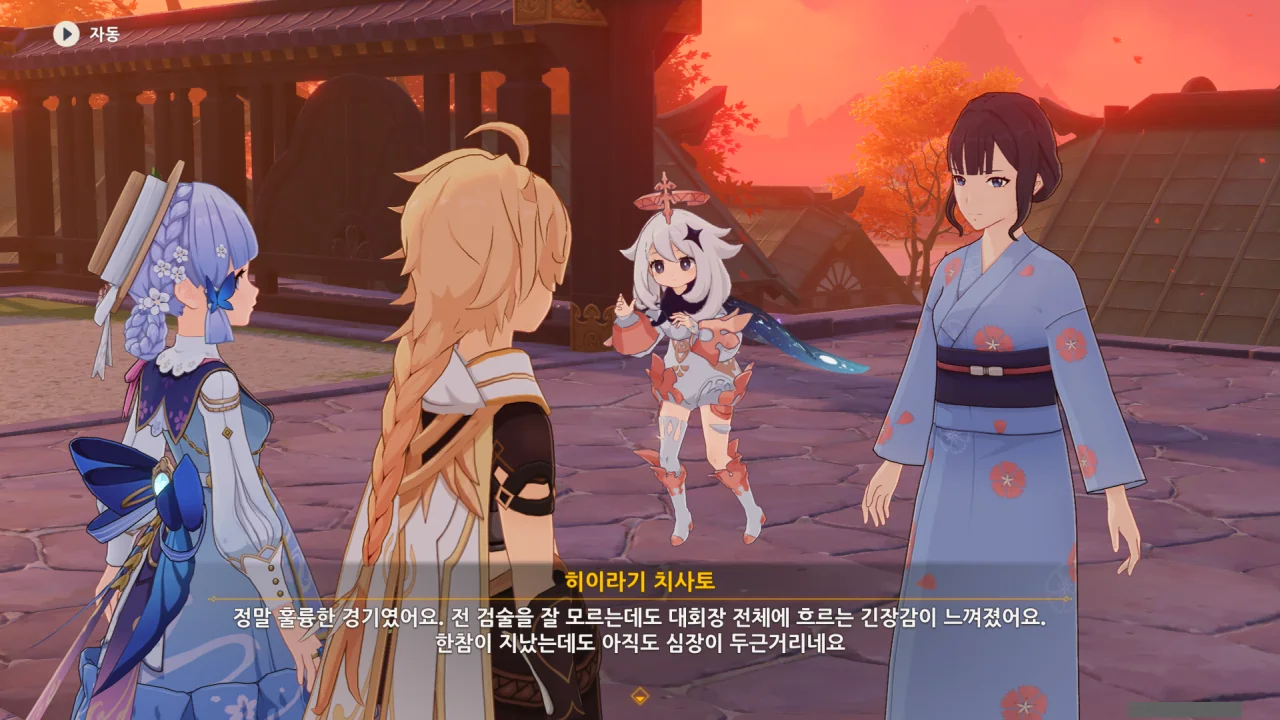 자동
히이라기 치사토
정말 훌륭한 경기였어요. 전 검술을 잘 모르는데도 대회장 전체에 흐르는 긴장감이 느껴졌어요.
한참이 지났는데도 아직도 심장이 두근거리네요